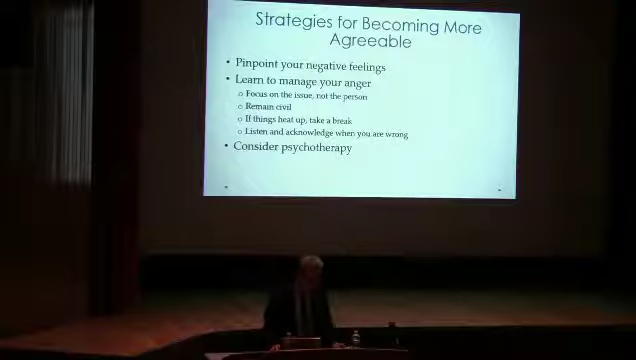 Strategies for Becoming More
Agreeable
• Pinpoint your negative feelings
• Learn to manage your anger
o Focus on the issue, not the person
o Remain civil
o If things heat up, take a break
o Listen and acknowledge when you are wrong
• Consider psychotherapy